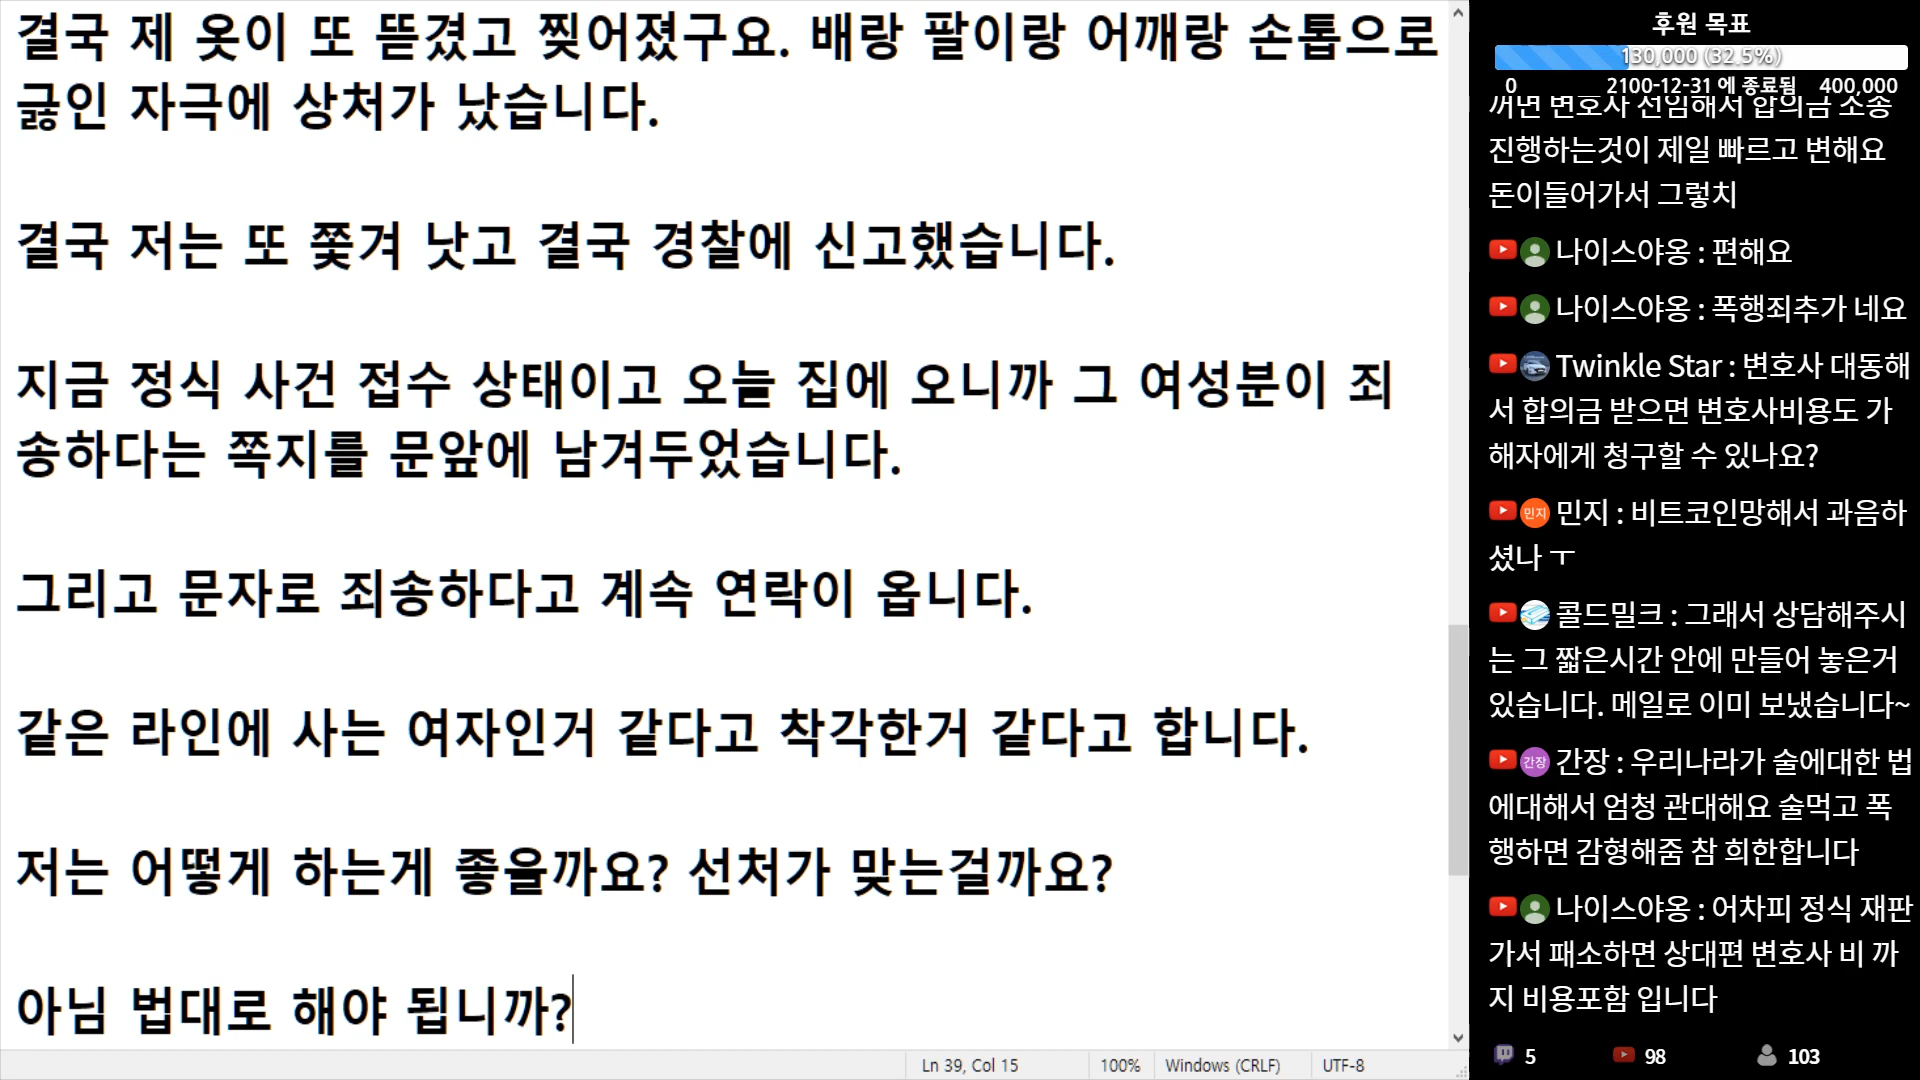 결국 제 옷이 또 뜯겼고 찢어졌구요. 배랑 팔이랑 어깨랑 손톱으로
긁인 자극에 상처가 났습니다.
결국 저는 또 쫓겨 낫고 결국 경찰에 신고했습니다.
지금 정식 사건 접수 상태이고 오늘 집에 오니까 그 여성분이 죄
송하다는 쪽지를 문앞에 남겨두었습니다.
그리고 문자로 죄송하다고 계속 연락이 옵니다.
같은 라인에 사는 여자인거 같다고 착각한거 같다고 합니다.
저는 어떻게 하는게 좋을까요? 선처가 맞는걸까요?
아님 법대로 해야 됩니까?
Ln 39, Col 15
100%
Windows (CRLF)
UTF-8
후원 목표
130,000 (32.5%)
0 2100-12-31 에 종료됨 400,000
꺼면 변호사 선임해서 합의금 소송
진행하는것이 제일 빠르고 변해요
돈이들어가서 그렇치
나이스야옹 : 편해요
나이스야옹 : 폭행죄추가 네요
Twinkle Star : 변호사 대동해
서 합의금 받으면 변호사비용도 가
해자에게 청구할 수 있나요?
민지 민지 : 비트코인망해서 과음하
셨나 ㅜ
콜드밀크 : 그래서 상담해주시
는 그 짧은시간 안에 만들어 놓은거
있습니다. 메일로 이미 보냈습니다~
간장 간장 : 우리나라가 술에대한 법
에대해서 엄청 관대해요 술먹고 폭
행하면 감형해줌 참 희한합니다
나이스야옹 : 어차피 정식 재판
가서 패소하면 상대편 변호사 비 까
지 비용포함 입니다
5 98 103